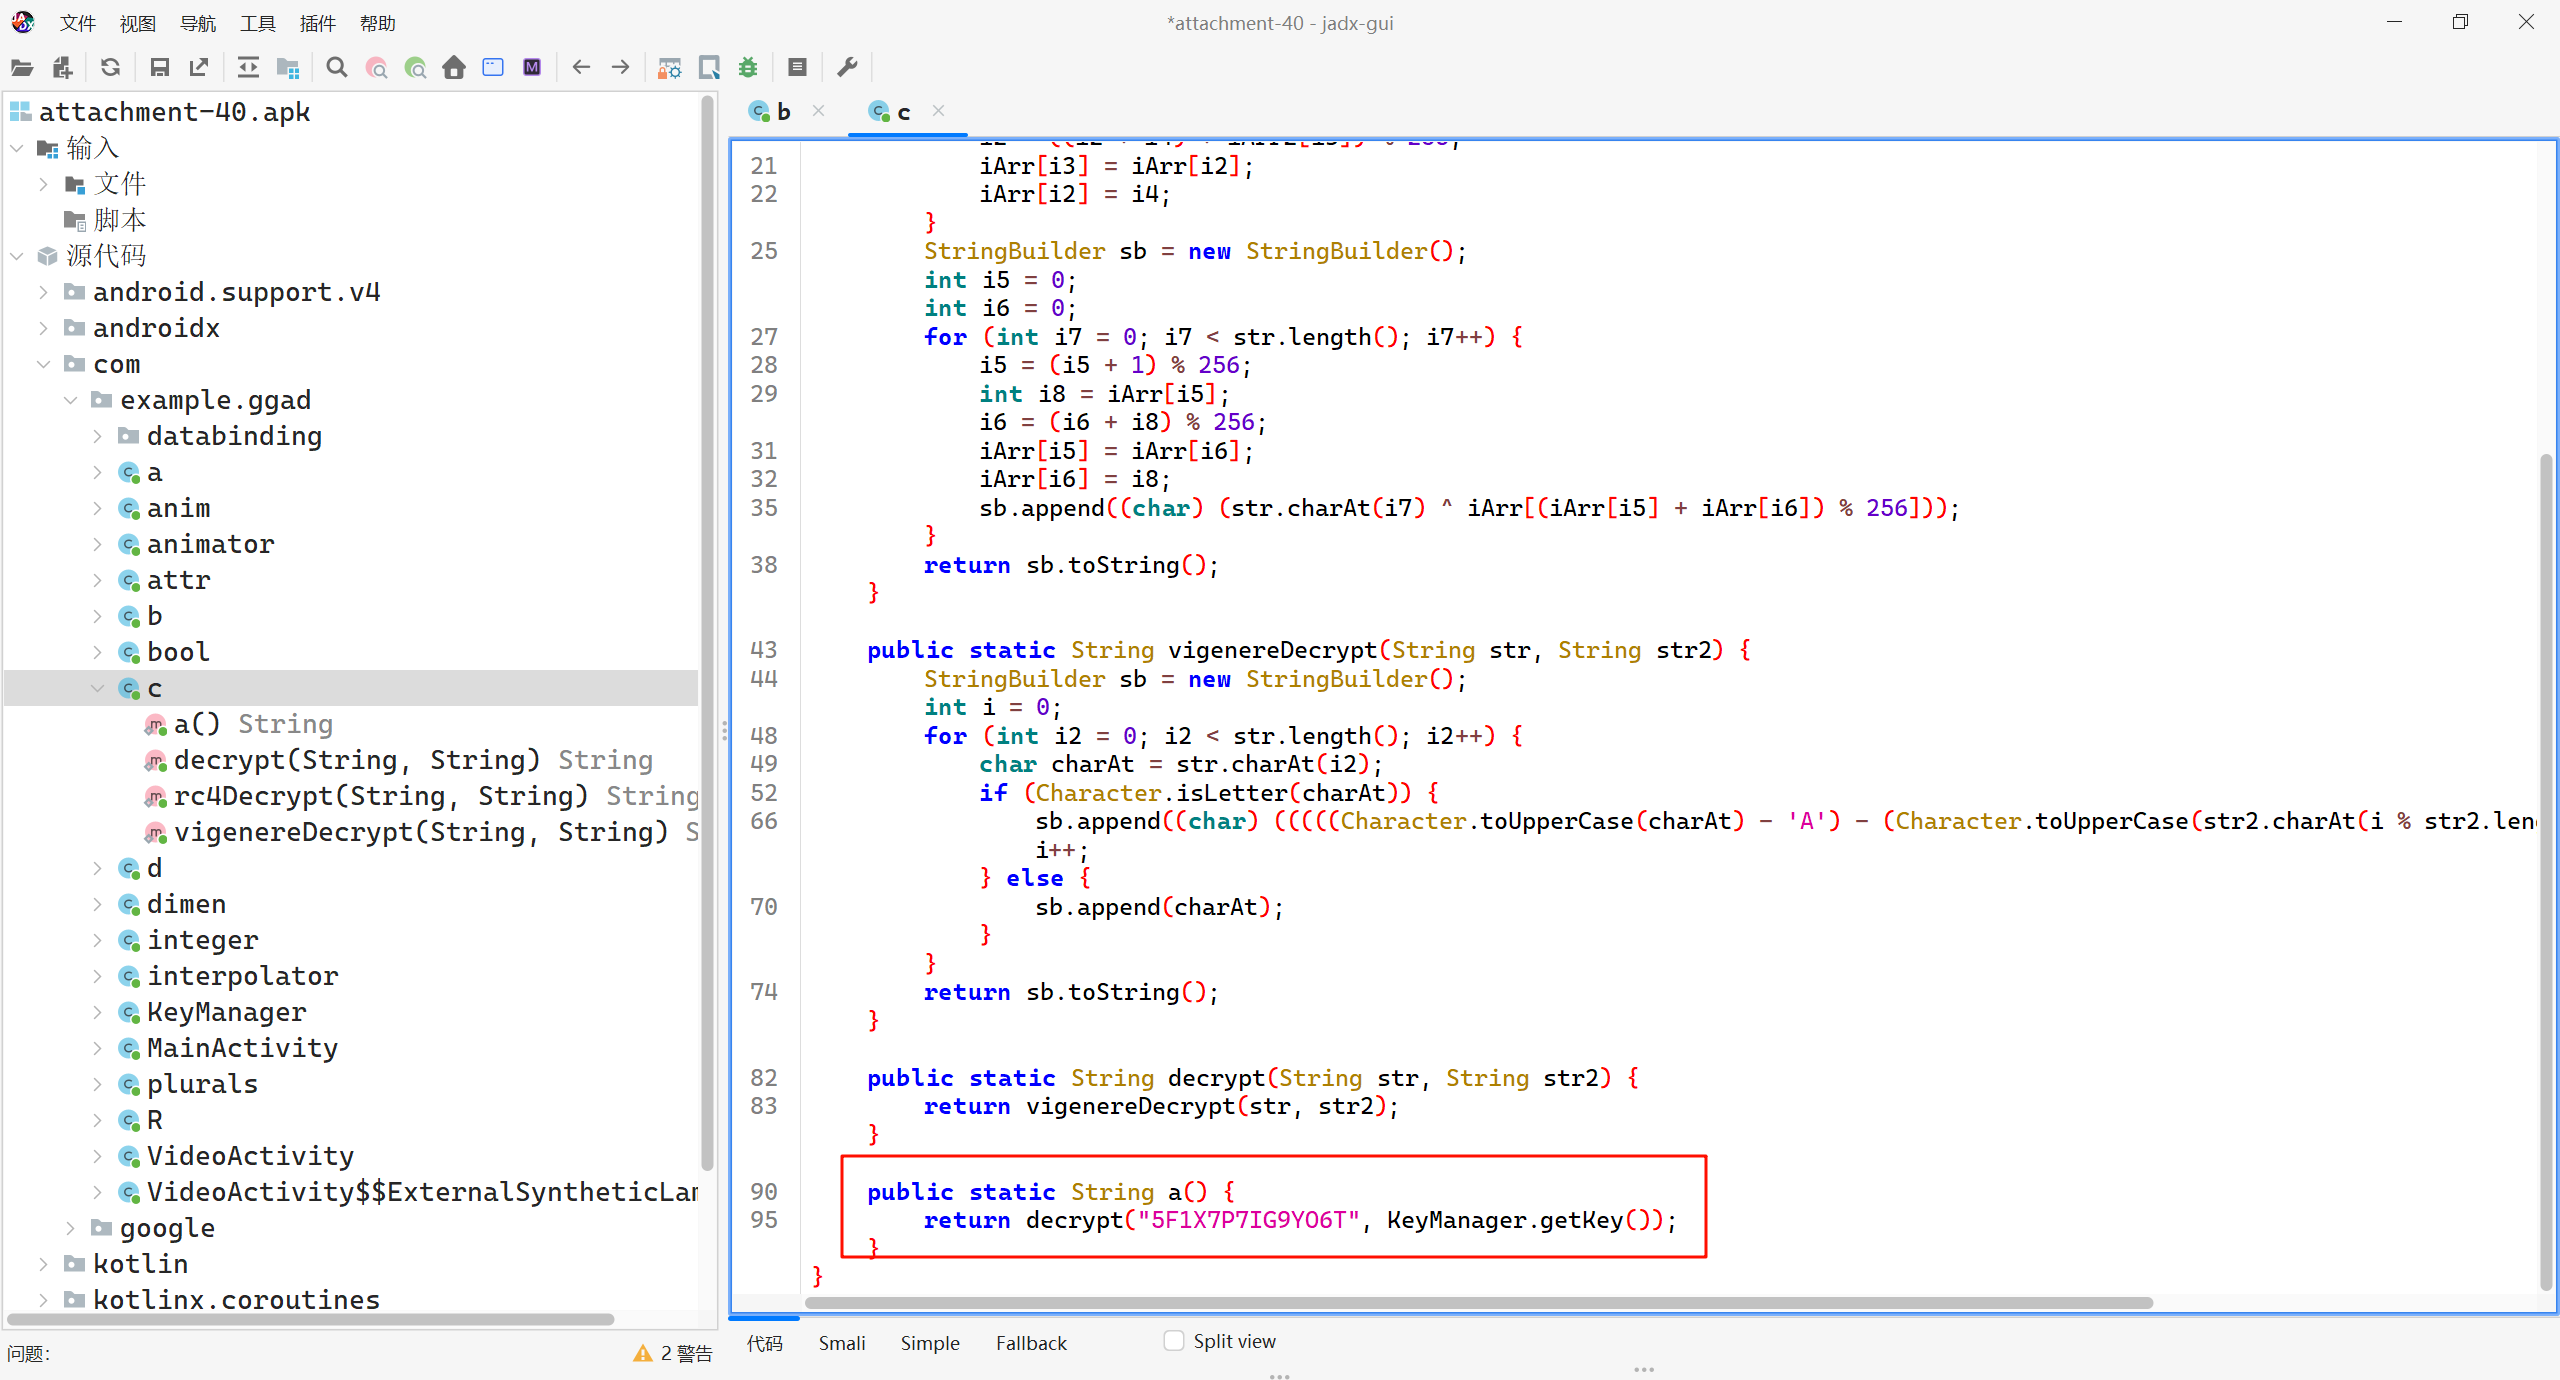 文件 视图 导航 工具 插件 帮助
*attachment-40 - jadx-gui
attachment-40.apk
输入
文件
脚本
源代码
android.support.v4
androidx
com
example.ggad
databinding
a
anim
animator
attr
b
bool
c
a() String
decrypt(String, String) String
rc4Decrypt(String, String) String
vigenereDecrypt(String, String) S
d
dimen
integer
interpolator
KeyManager
MainActivity
plurals
R
VideoActivity
VideoActivity$$ExternalSyntheticLam
google
kotlin
kotlinx.coroutines
问题:
2 警告
b
c
21 iArr[i3] = iArr[i2];
22 iArr[i2] = i4;
}
25 StringBuilder sb = new StringBuilder();
int i5 = 0;
int i6 = 0;
27 for (int i7 = 0; i7 < str.length(); i7++) {
28 i5 = (i5 + 1) % 256;
29 int i8 = iArr[i5];
i6 = (i6 + i8) % 256;
31 iArr[i5] = iArr[i6];
32 iArr[i6] = i8;
35 sb.append((char) (str.charAt(i7) ^ iArr[(iArr[i5] + iArr[i6]) % 256]));
}
38 return sb.toString();
}
43 public static String vigenereDecrypt(String str, String str2) {
44 StringBuilder sb = new StringBuilder();
int i = 0;
48 for (int i2 = 0; i2 < str.length(); i2++) {
49 char charAt = str.charAt(i2);
52 if (Character.isLetter(charAt)) {
66 sb.append((char) (((((Character.toUpperCase(charAt) - 'A') - (Character.toUpperCase(str2.charAt(i % str2.len
i++;
} else {
70 sb.append(charAt);
}
}
74 return sb.toString();
}
82 public static String decrypt(String str, String str2) {
83 return vigenereDecrypt(str, str2);
}
90 public static String a() {
95 return decrypt("5F1X7P7IG9YO6T", KeyManager.getKey());
}
}
代码 Smali Simple Fallback Split view